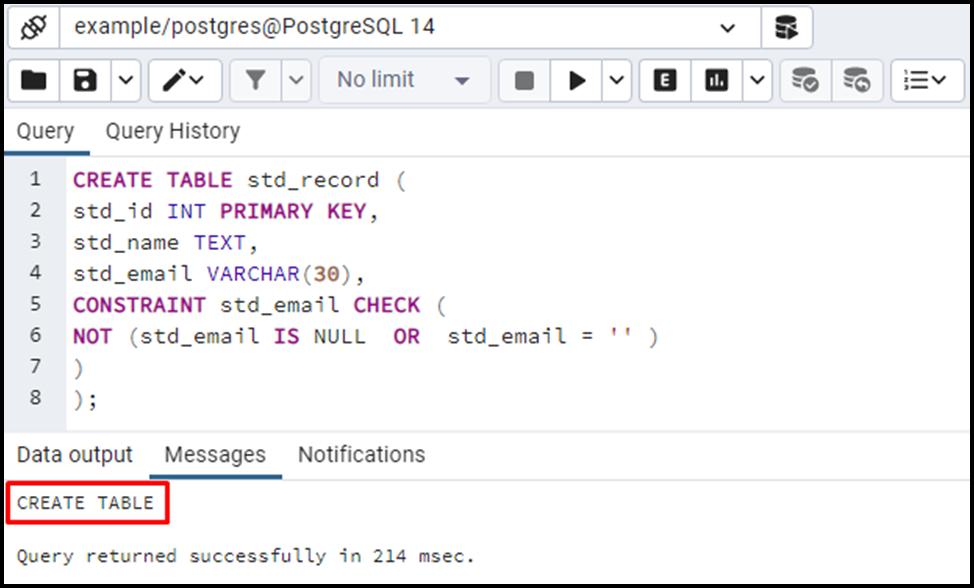 example/postgres@PostgreSQL 14
No limit
E
Query Query History
1 CREATE TABLE std_record (
2 std_id INT PRIMARY KEY,
3 std_name TEXT,
4 std_email VARCHAR(30),
5 CONSTRAINT std_email CHECK (
6 NOT (std_email IS NULL  OR  std_email = '' )
7 )
8 );
Data output Messages Notifications
CREATE TABLE
Query returned successfully in 214 msec.